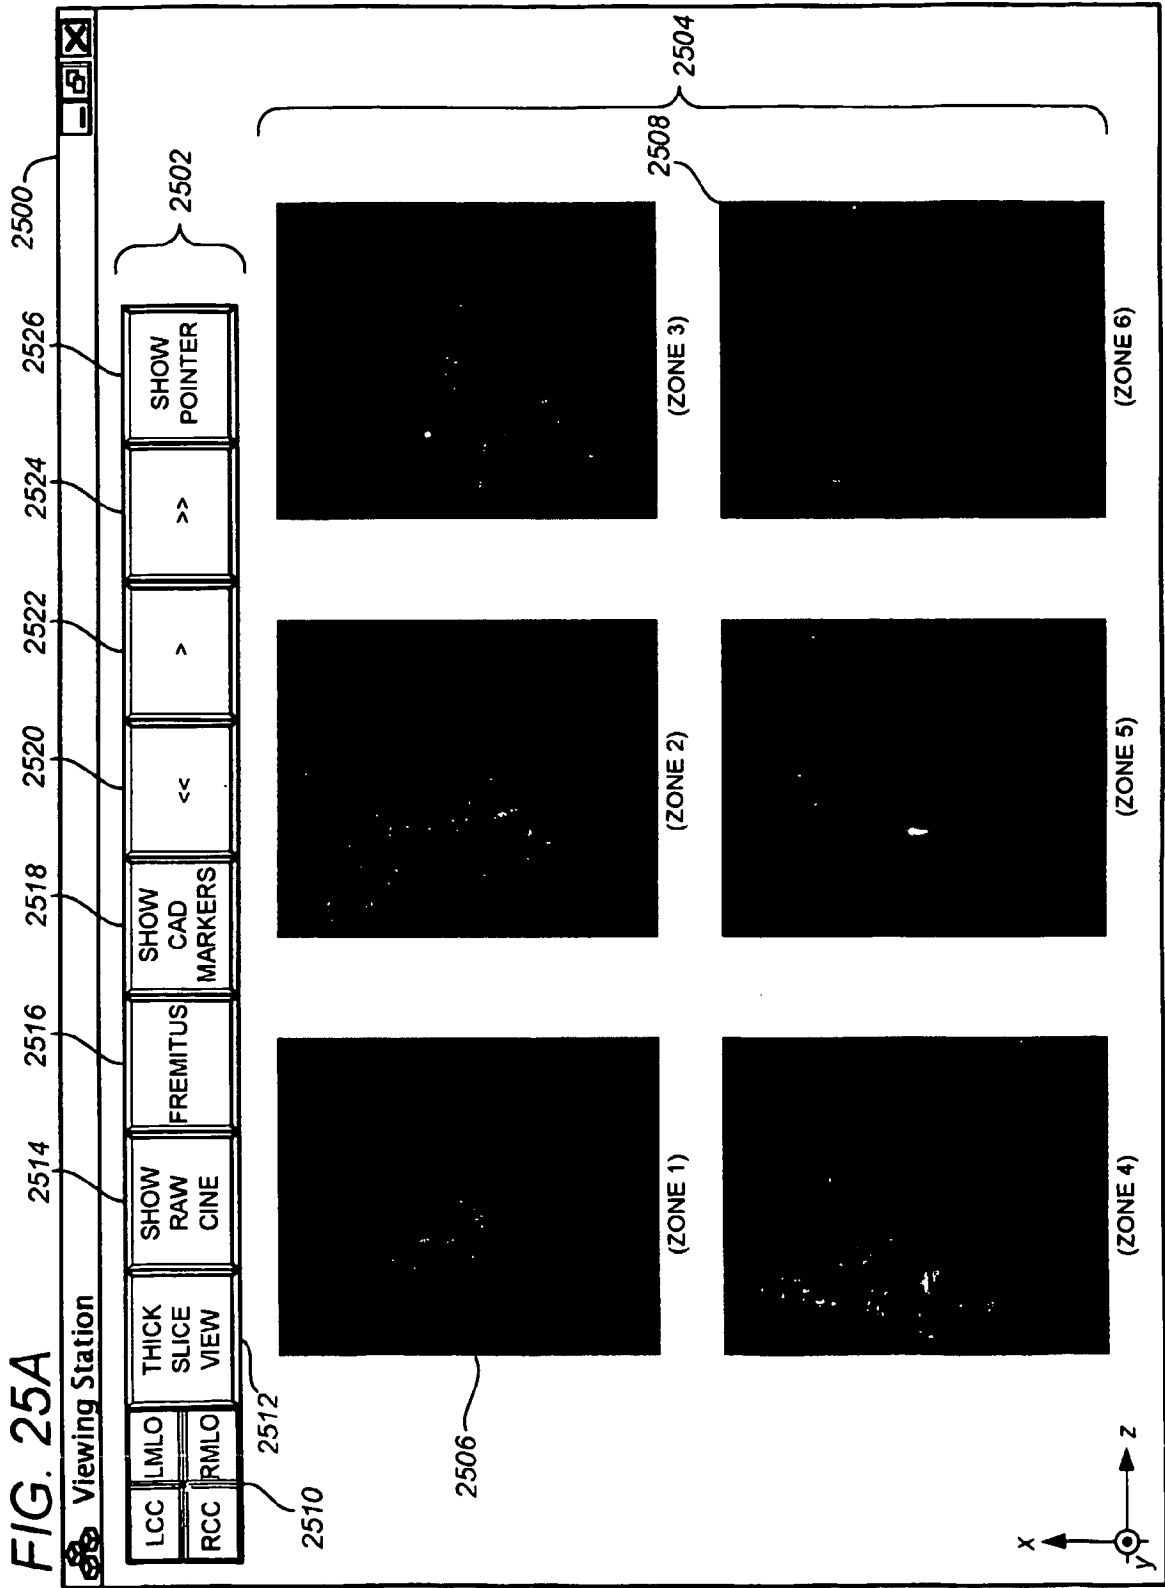 FIG. 25A
Viewing Station
2500
2510
2512
2514
2516
2518
2520
2522
2524
2526
LCC
LMLO
RCC
RMLO
THICK
SLICE
VIEW
SHOW
RAW
CINE
FREMITUS
SHOW
CAD
MARKERS
<<
>
>>
SHOW
POINTER
2502
2506
(ZONE 1)
(ZONE 2)
(ZONE 3)
2508
2504
(ZONE 4)
(ZONE 5)
(ZONE 6)
x
y
z